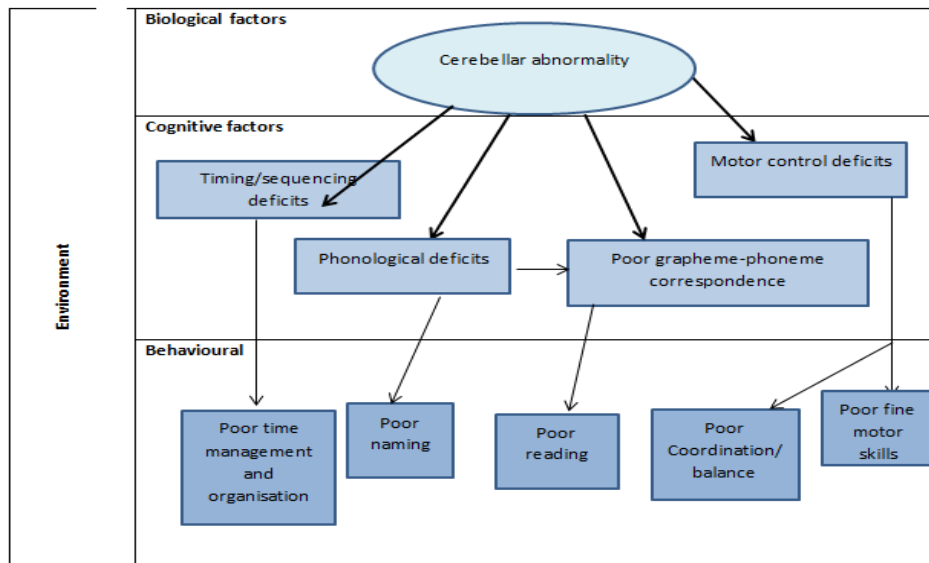 Biological factors
Cerebellar abnormality
Cognitive factors
Motor control deficits
Timing/sequencing
deficits
Phonological deficits
Poor grapheme-phoneme
correspondence
Environment
Behavioural
Poor time
management
and
organisation
Poor
naming
Poor
reading
Poor
Coordination/
balance
Poor fine
motor
skills